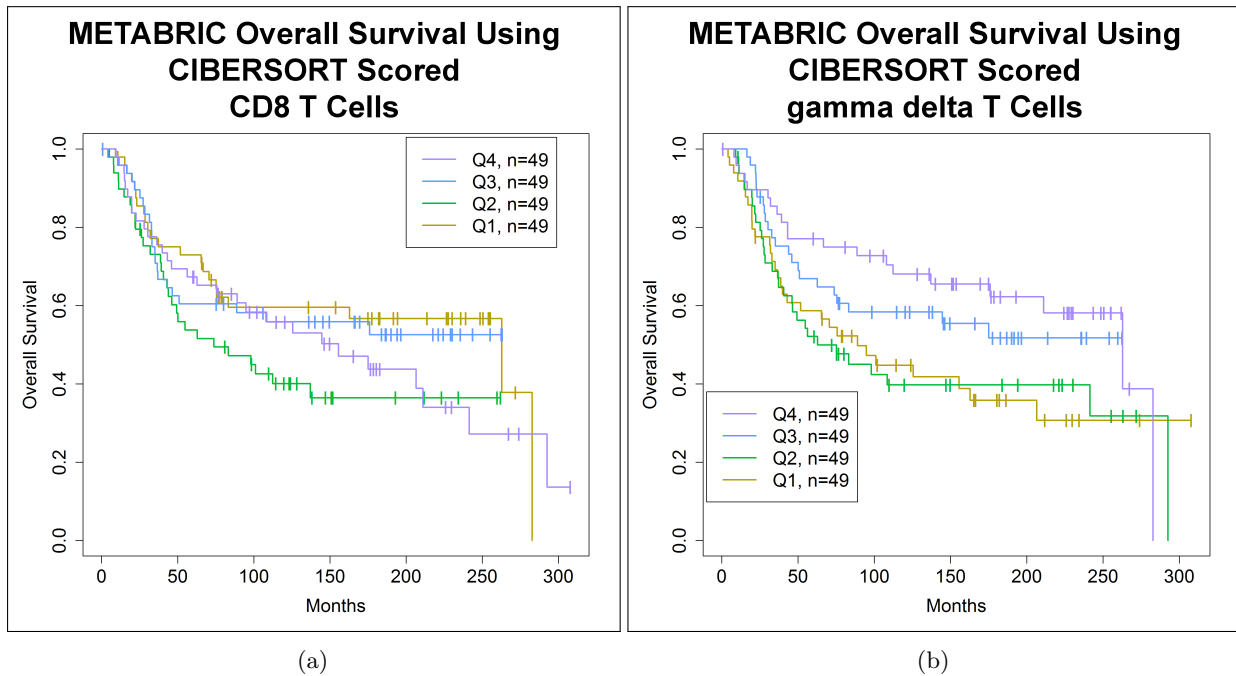 METABRIC Overall Survival Using
CIBERSORT Scored
CD8 T Cells
Overall Survival
1.0
0.8
0.6
0.4
0.2
0.0
Q4, n=49
Q3, n=49
Q2, n=49
Q1, n=49
0 50 100 150 200 250 300
Months
(a)
METABRIC Overall Survival Using
CIBERSORT Scored
gamma delta T Cells
Overall Survival
1.0
0.8
0.6
0.4
0.2
0.0
Q4, n=49
Q3, n=49
Q2, n=49
Q1, n=49
0 50 100 150 200 250 300
Months
(b)